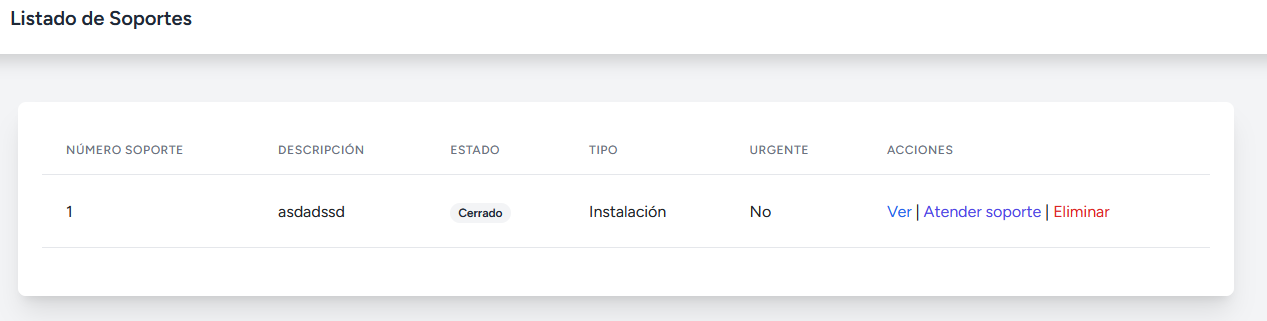 Listado de Soportes
NÚMERO SOPORTE DESCRIPCIÓN ESTADO TIPO URGENTE ACCIONES
1 asdadssd Cerrado Instalación No Ver | Atender soporte | Eliminar